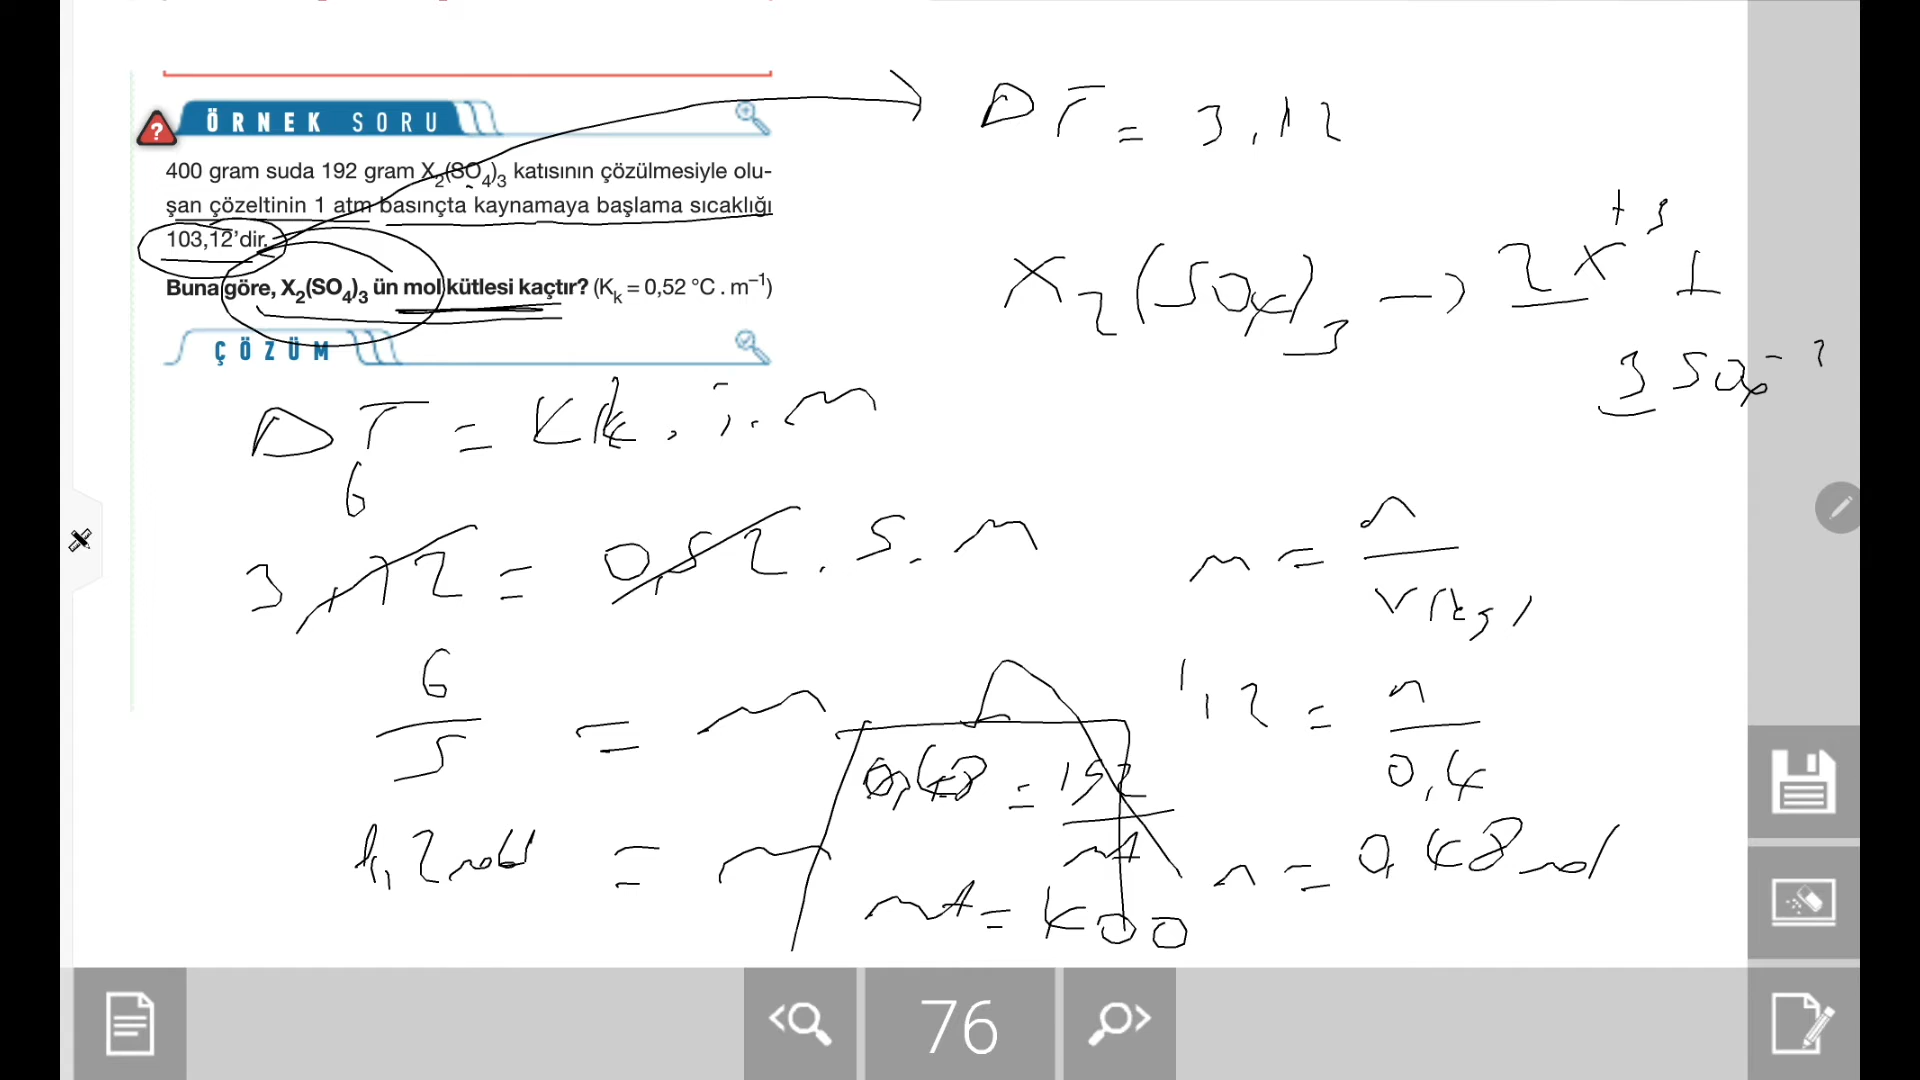 ÖRNEK SORU
400 gram suda 192 gram X₂(SO₄)₃ katısının çözülmesiyle olu-
şan çözeltinin 1 atm basınçta kaynamaya başlama sıcaklığı
103,12'dir.
Buna göre, X₂(SO₄)₃ ün mol kütlesi kaçtır? (Kₖ = 0,52 °C . m⁻¹)
ÇÖZÜM
ΔT = 3,12
X₂(SO₄)₃ → 2X⁺³ +
3SO₄⁻²
ΔT = Kk . i . m
6
3,12 = 0,52 . 5 . m
6/5 = m
1,2 molal = m
m = n/V(kg)
1,2 = n/0,4
n = 0,48 mol
0,48 = 192/mA
mA = 400
76